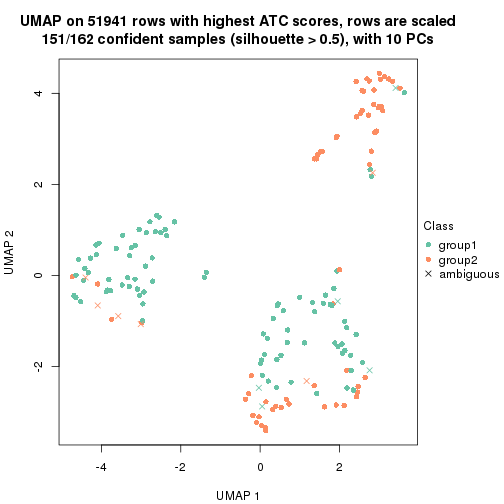 UMAP on 51941 rows with highest ATC scores, rows are scaled
151/162 confident samples (silhouette > 0.5), with 10 PCs
4
2
0
-2
UMAP 2
-4
-2
0
2
UMAP 1
Class
group1
group2
ambiguous